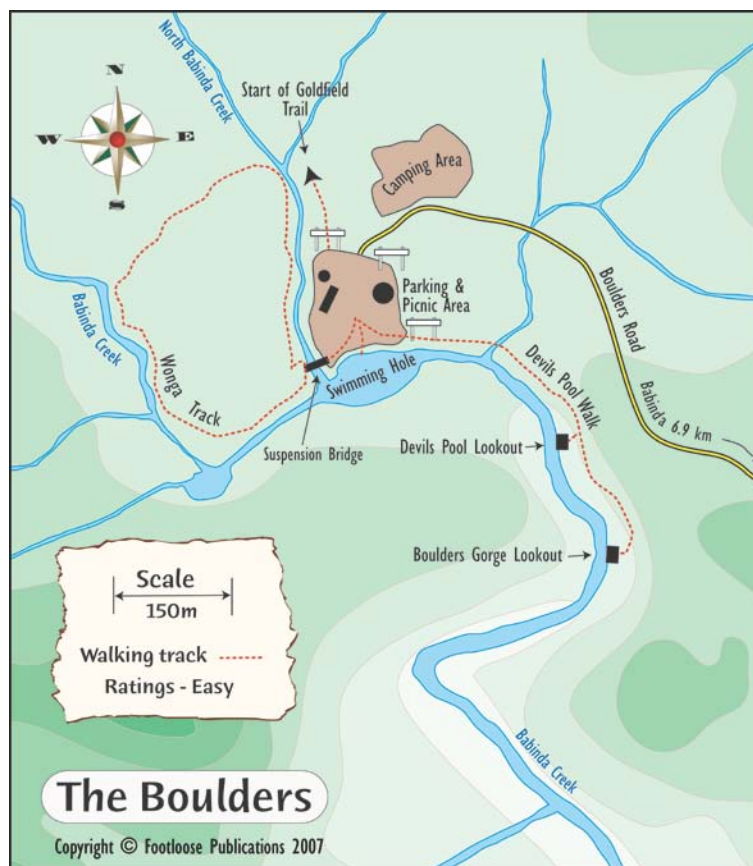 North Babinda Creek
Start of Goldfield
Trail
N
W
E
S
Camping Area
Parking &
Picnic Area
Boulders Road
Babinda Creek
Wonga Track
Swimming Hole
Devils Pool Walk
Babinda 6.9 km
Suspension Bridge
Devils Pool Lookout
Boulders Gorge Lookout
Scale
150m
Walking track
Ratings - Easy
Babinda Creek
The Boulders
Copyright © Footloose Publications 2007